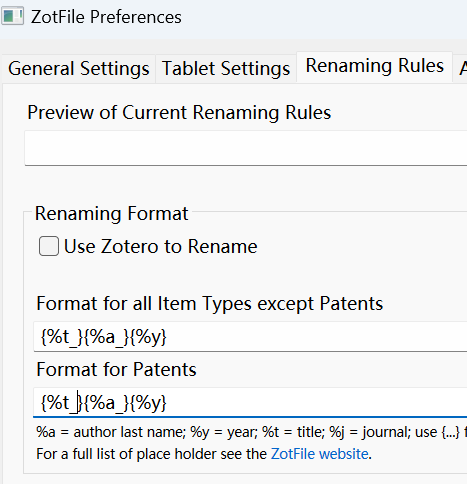 ZotFile Preferences
General Settings Tablet Settings Renaming Rules A
Preview of Current Renaming Rules
Renaming Format
Use Zotero to Rename
Format for all Item Types except Patents
{%t_}{%a_}{%y}
Format for Patents
{%t_}{%a_}{%y}
%a = author last name; %y = year; %t = title; %j = journal; use {...} f
For a full list of place holder see the ZotFile website.